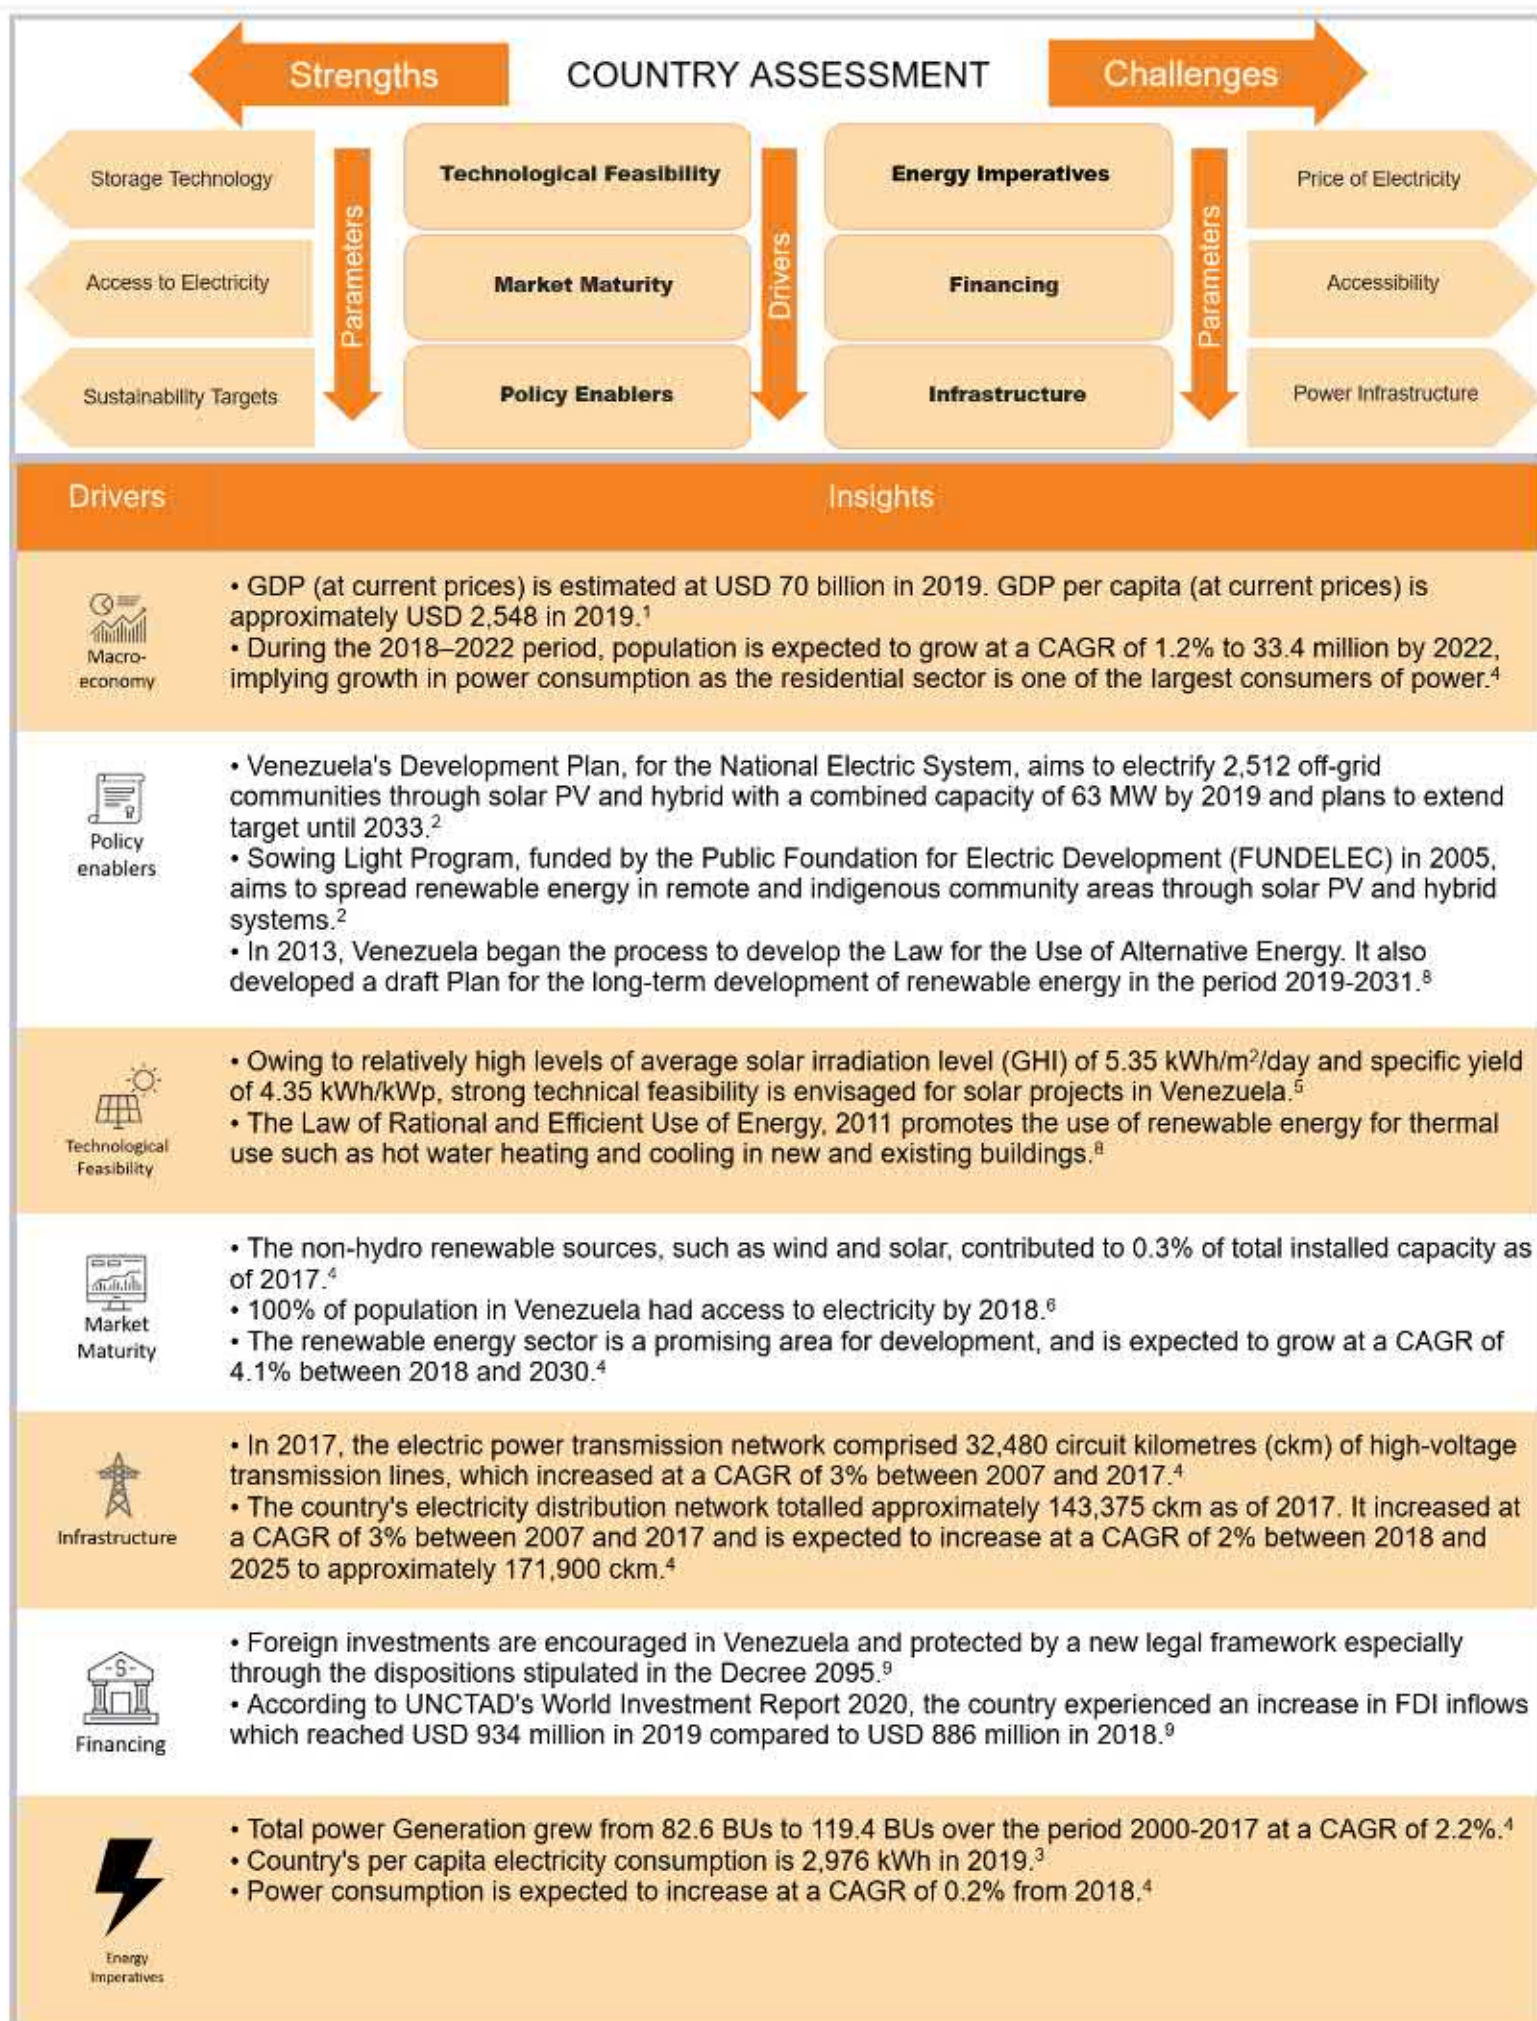 Strengths
COUNTRY ASSESSMENT
Challenges
Storage Technology
Access to Electricity
Sustainability Targets
Parameters
Technological Feasibility
Market Maturity
Policy Enablers
Drivers
Energy Imperatives
Financing
Infrastructure
Parameters
Price of Electricity
Accessibility
Power Infrastructure
Drivers
Insights
Macro-
economy
• GDP (at current prices) is estimated at USD 70 billion in 2019. GDP per capita (at current prices) is
approximately USD 2,548 in 2019.¹
• During the 2018–2022 period, population is expected to grow at a CAGR of 1.2% to 33.4 million by 2022,
implying growth in power consumption as the residential sector is one of the largest consumers of power.⁴
Policy
enablers
• Venezuela's Development Plan, for the National Electric System, aims to electrify 2,512 off-grid
communities through solar PV and hybrid with a combined capacity of 63 MW by 2019 and plans to extend
target until 2033.²
• Sowing Light Program, funded by the Public Foundation for Electric Development (FUNDELEC) in 2005,
aims to spread renewable energy in remote and indigenous community areas through solar PV and hybrid
systems.²
• In 2013, Venezuela began the process to develop the Law for the Use of Alternative Energy. It also
developed a draft Plan for the long-term development of renewable energy in the period 2019-2031.⁸
Technological
Feasibility
• Owing to relatively high levels of average solar irradiation level (GHI) of 5.35 kWh/m²/day and specific yield
of 4.35 kWh/kWp, strong technical feasibility is envisaged for solar projects in Venezuela.⁵
• The Law of Rational and Efficient Use of Energy, 2011 promotes the use of renewable energy for thermal
use such as hot water heating and cooling in new and existing buildings.⁸
Market
Maturity
• The non-hydro renewable sources, such as wind and solar, contributed to 0.3% of total installed capacity as
of 2017.⁴
• 100% of population in Venezuela had access to electricity by 2018.⁶
• The renewable energy sector is a promising area for development, and is expected to grow at a CAGR of
4.1% between 2018 and 2030.⁴
Infrastructure
• In 2017, the electric power transmission network comprised 32,480 circuit kilometres (ckm) of high-voltage
transmission lines, which increased at a CAGR of 3% between 2007 and 2017.⁴
• The country's electricity distribution network totalled approximately 143,375 ckm as of 2017. It increased at
a CAGR of 3% between 2007 and 2017 and is expected to increase at a CAGR of 2% between 2018 and
2025 to approximately 171,900 ckm.⁴
-$-
Financing
• Foreign investments are encouraged in Venezuela and protected by a new legal framework especially
through the dispositions stipulated in the Decree 2095.⁹
• According to UNCTAD's World Investment Report 2020, the country experienced an increase in FDI inflows
which reached USD 934 million in 2019 compared to USD 886 million in 2018.⁹
Energy
Imperatives
• Total power Generation grew from 82.6 BUs to 119.4 BUs over the period 2000-2017 at a CAGR of 2.2%.⁴
• Country's per capita electricity consumption is 2,976 kWh in 2019.³
• Power consumption is expected to increase at a CAGR of 0.2% from 2018.⁴